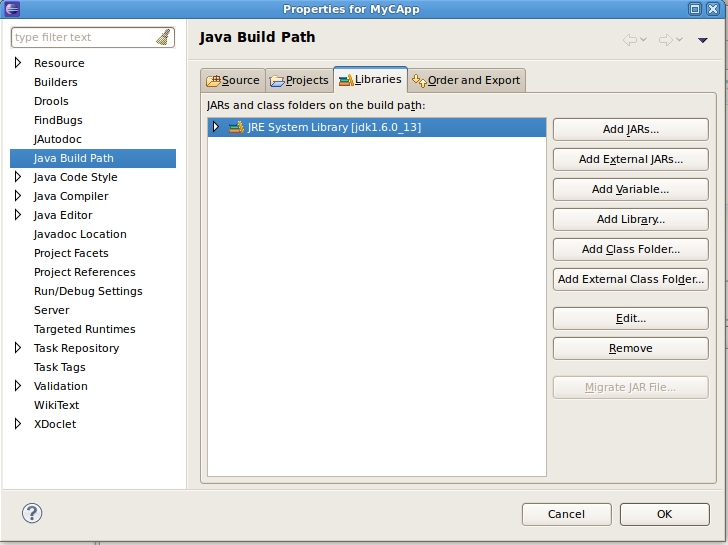 Properties for MyCApp
type filter text
Resource
Builders
Drools
FindBugs
JAutodoc
Java Build Path
Java Code Style
Java Compiler
Java Editor
Javadoc Location
Project Facets
Project References
Run/Debug Settings
Server
Targeted Runtimes
Task Repository
Task Tags
Validation
WikiText
XDoclet
Java Build Path
Source Projects Libraries Order and Export
JARs and class folders on the build path:
JRE System Library [jdk1.6.0_13]
Add JARs...
Add External JARs...
Add Variable...
Add Library...
Add Class Folder...
Add External Class Folder...
Edit...
Remove
Migrate JAR File...
?
Cancel
OK